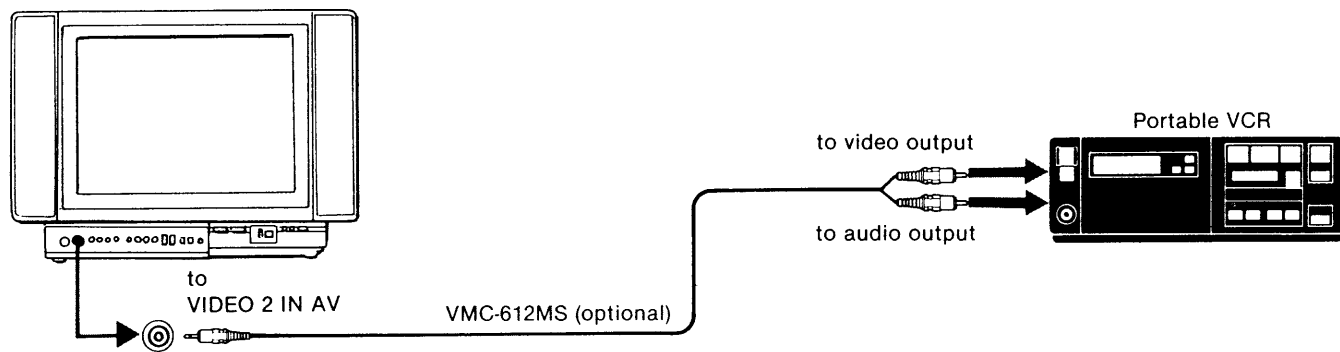 Portable VCR
to video output
to audio output
to
VIDEO 2 IN AV
VMC-612MS (optional)